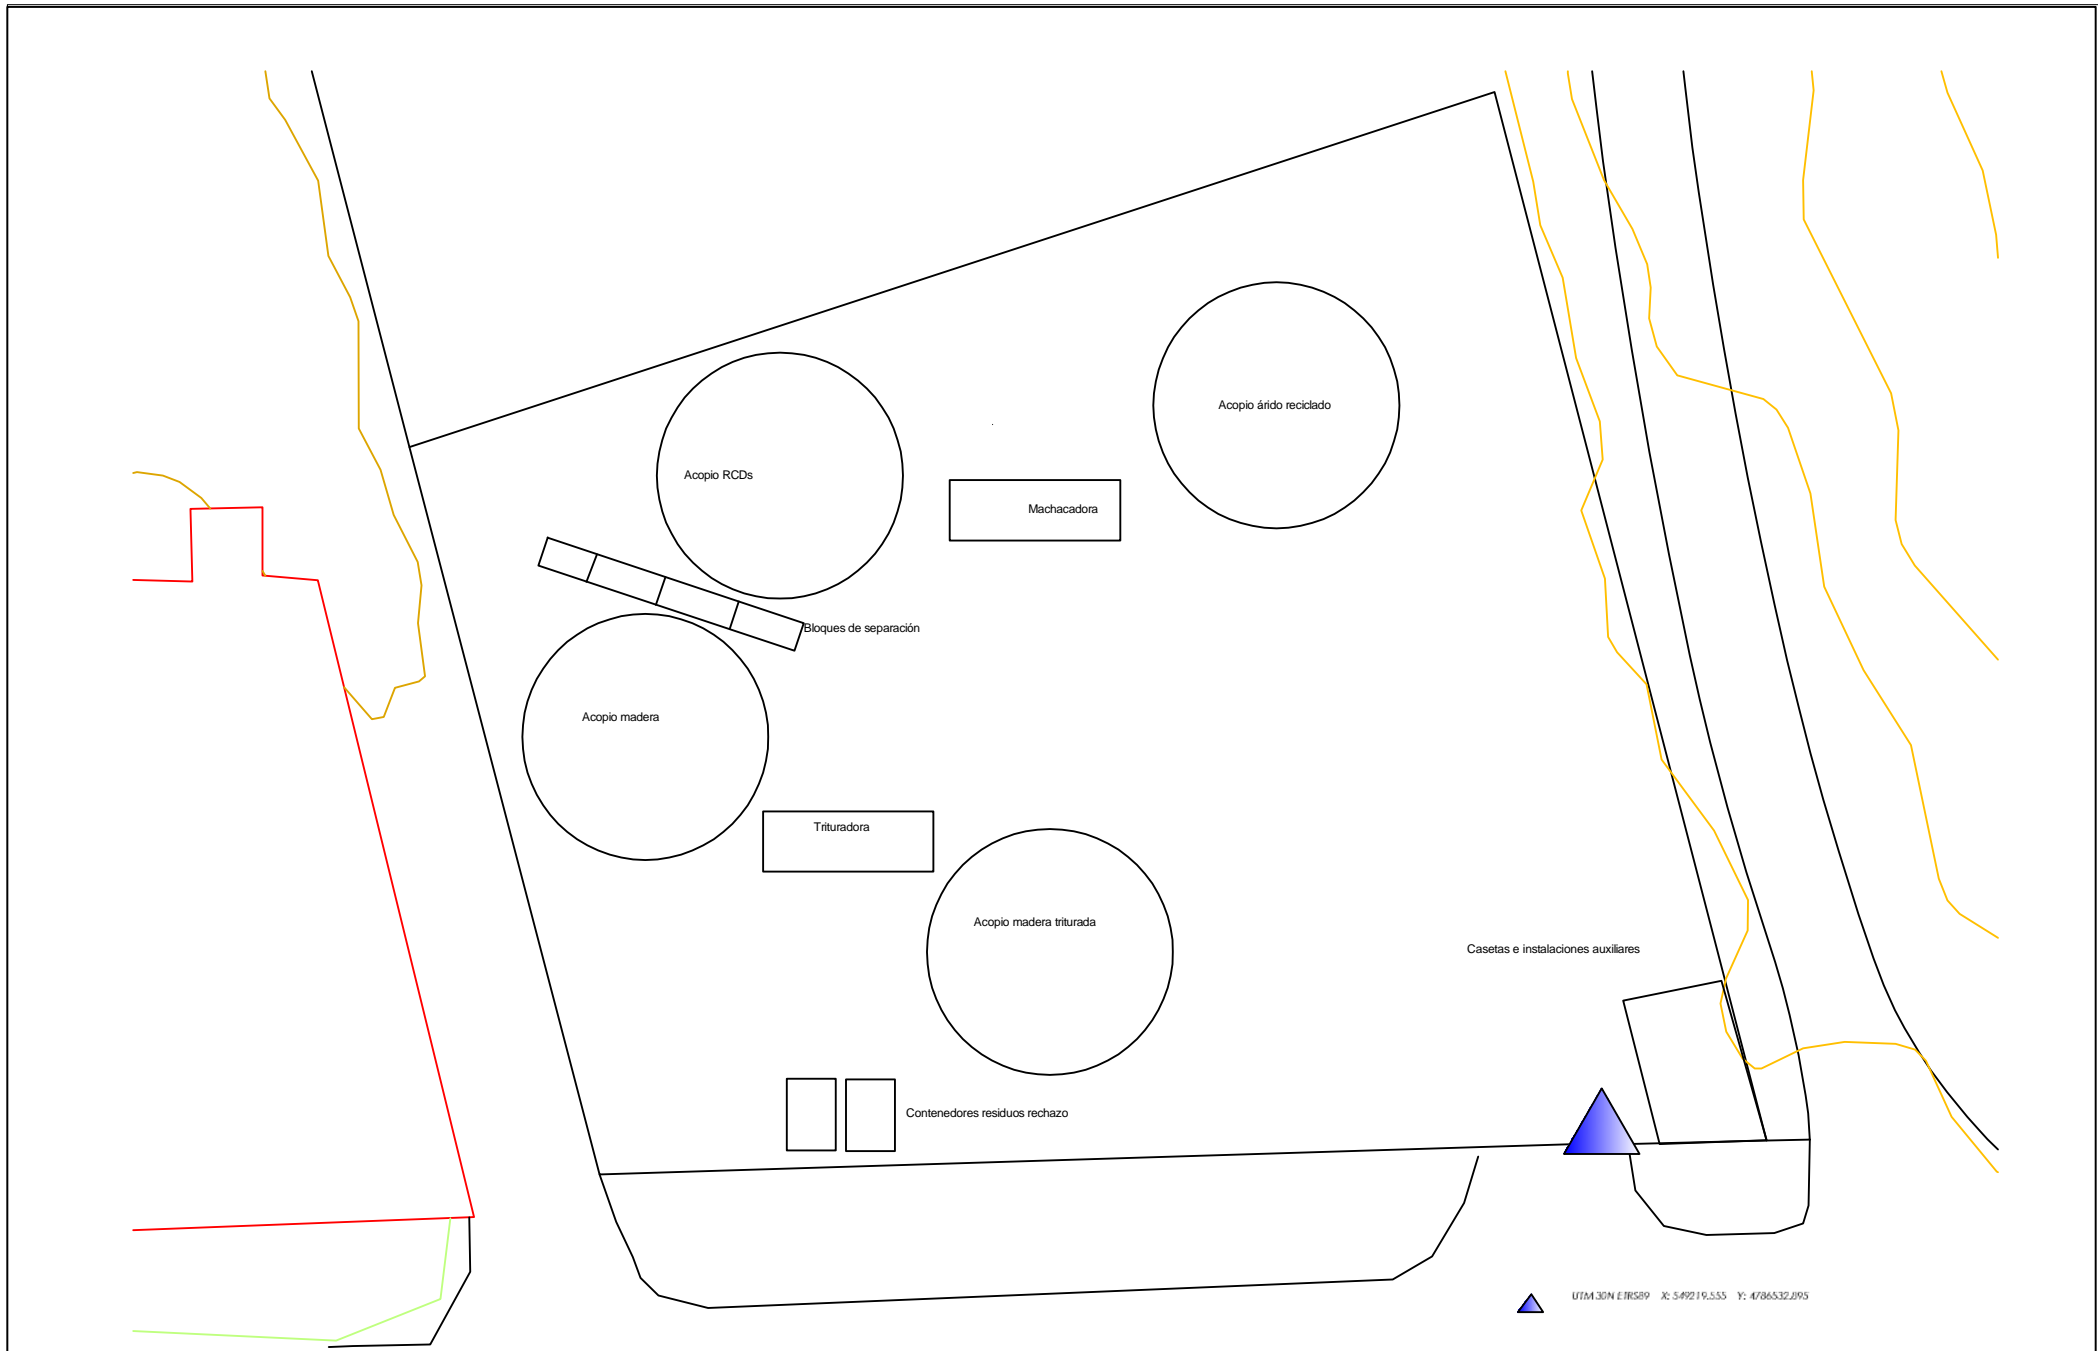 Acopio árido reciclado
Acopio RCDs
Machacadora
Bloques de separación
Acopio madera
Trituradora
Acopio madera triturada
Casetas e instalaciones auxiliares
Contenedores residuos rechazo
UTM 30N ETRS89 X: 549219,555 Y: 4786532,095